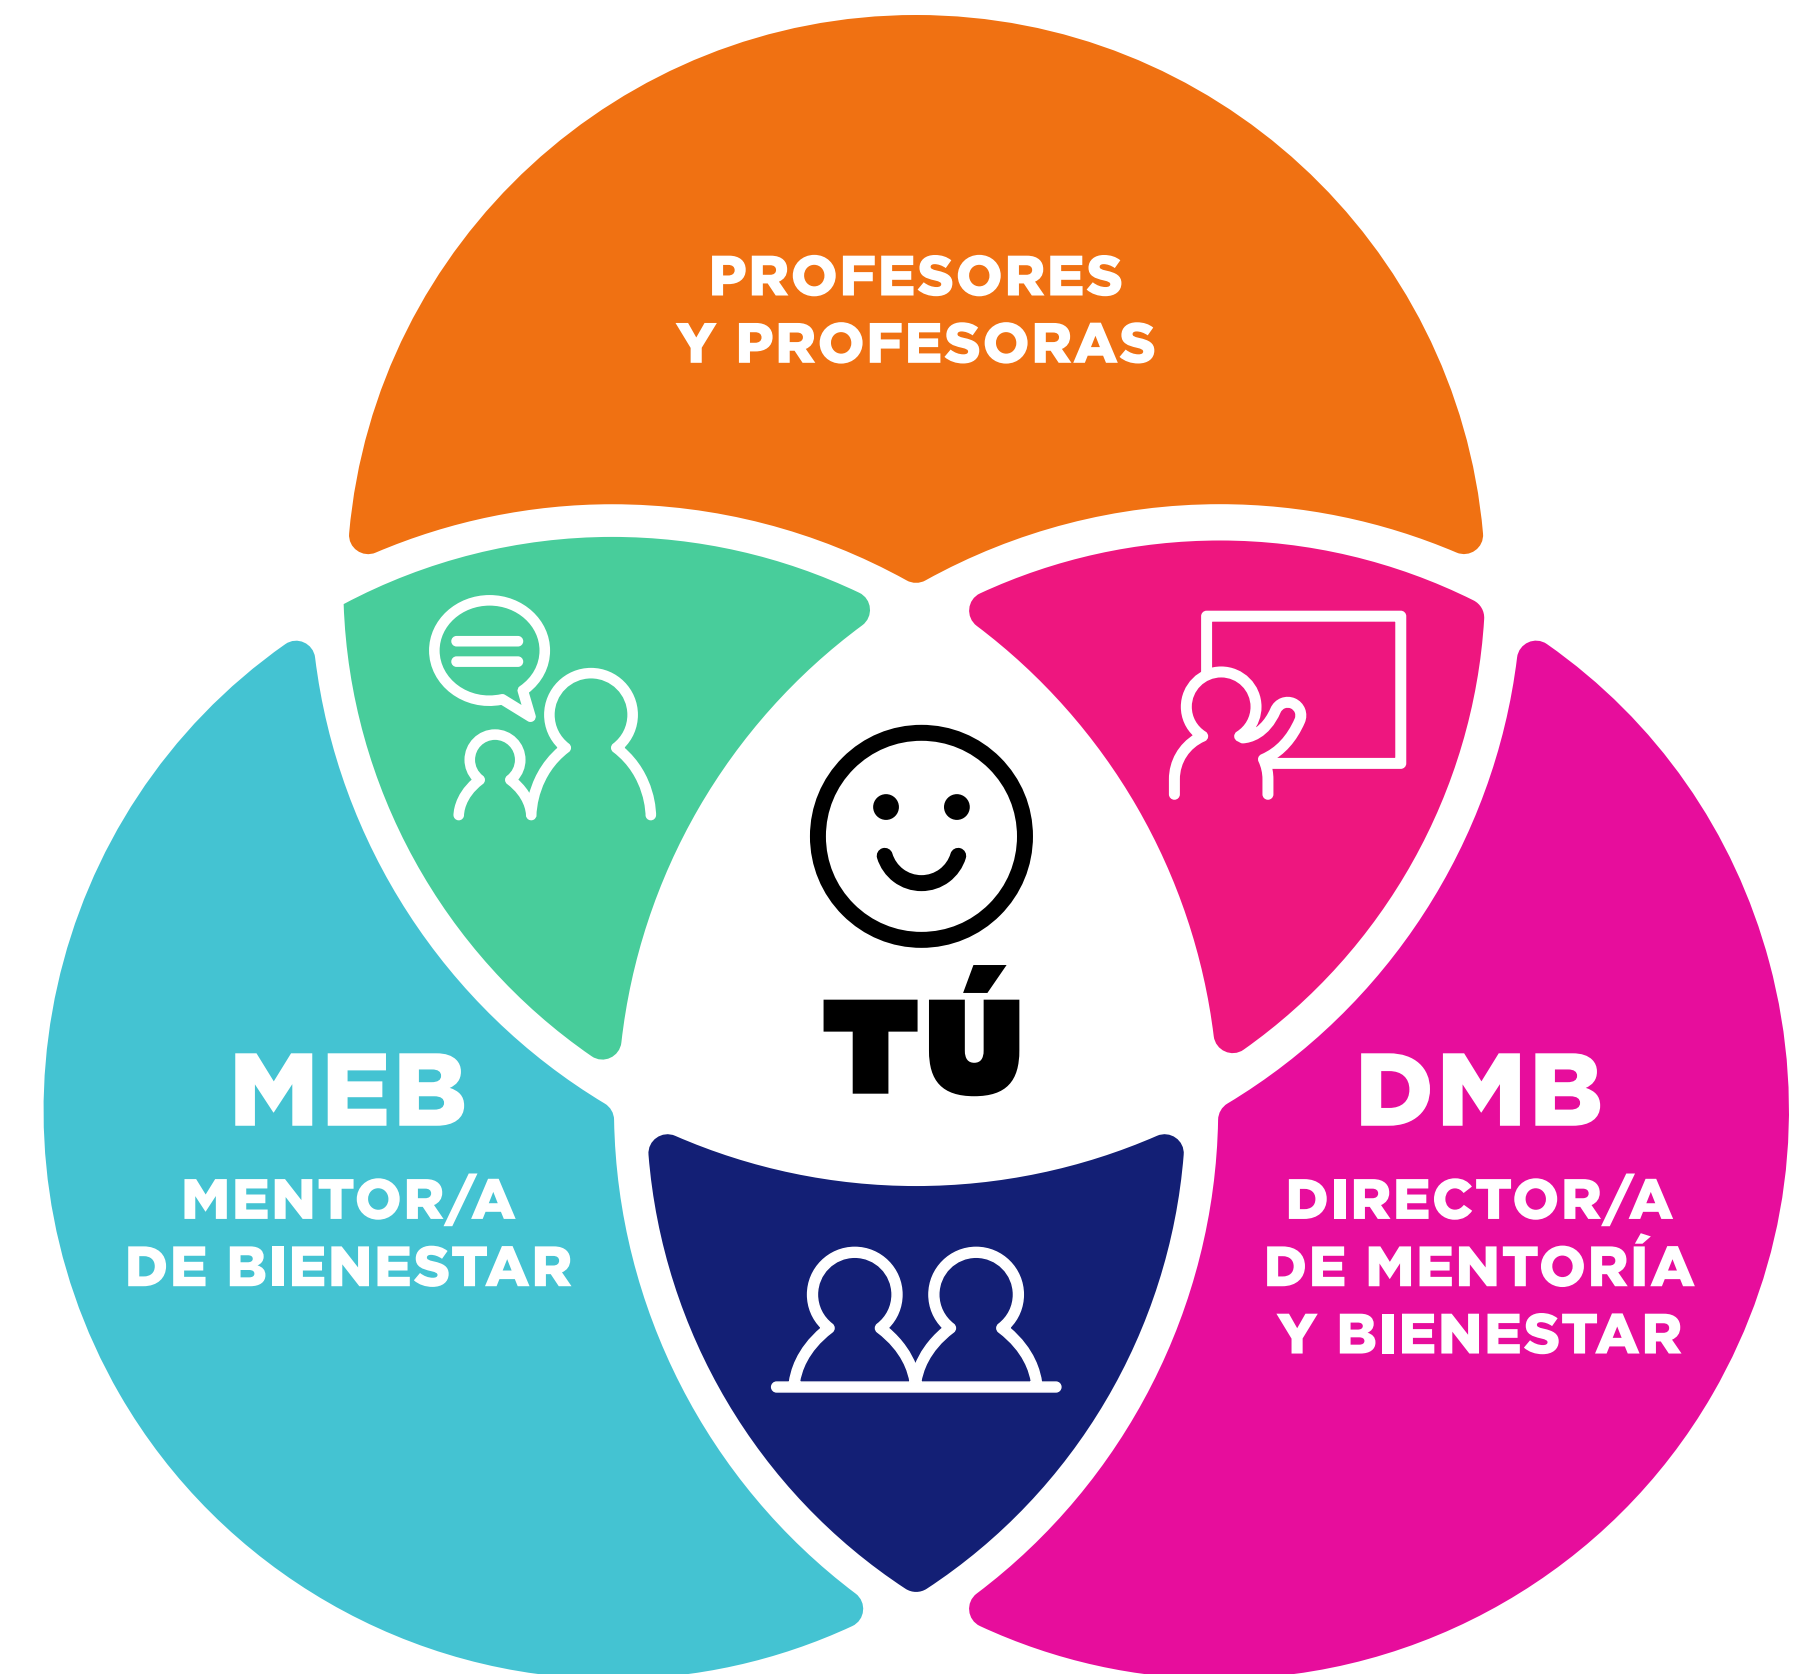 PROFESORES
Y PROFESORAS
TÚ
MEB
MENTOR/A
DE BIENESTAR
DMB
DIRECTOR/A
DE MENTORÍA
Y BIENESTAR